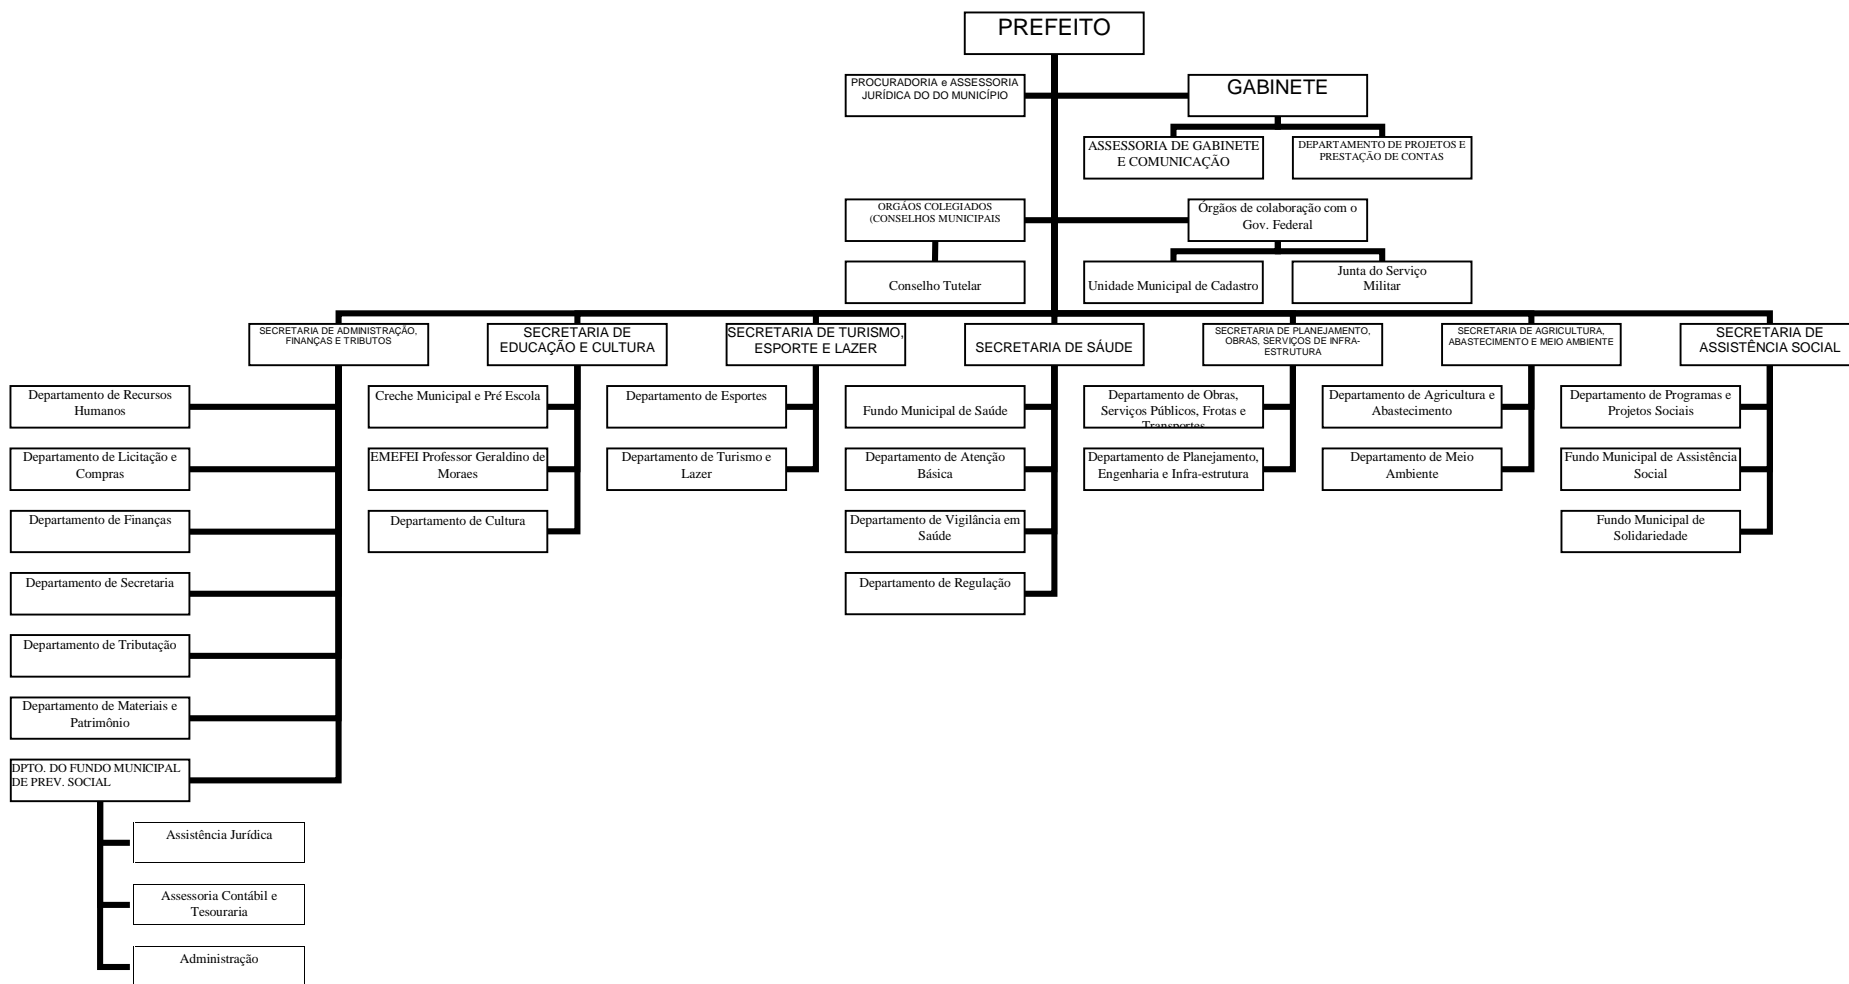 PREFEITO
PROCURADORIA e ASSESSORIA
JURÍDICA DO DO MUNICÍPIO
GABINETE
ASSESSORIA DE GABINETE
E COMUNICAÇÃO
DEPARTAMENTO DE PROJETOS E
PRESTAÇÃO DE CONTAS
ORGÃOS COLEGIADOS
(CONSELHOS MUNICIPAIS
Órgãos de colaboração com o
Gov. Federal
Conselho Tutelar
Unidade Municipal de Cadastro
Junta do Serviço
Militar
SECRETARIA DE ADMINISTRAÇÃO,
FINANÇAS E TRIBUTOS
SECRETARIA DE
EDUCAÇÃO E CULTURA
SECRETARIA DE TURISMO,
ESPORTE E LAZER
SECRETARIA DE SÁUDE
SECRETARIA DE PLANEJAMENTO,
OBRAS, SERVIÇOS DE INFRA-
ESTRUTURA
SECRETARIA DE AGRICULTURA,
ABASTECIMENTO E MEIO AMBIENTE
SECRETARIA DE
ASSISTÊNCIA SOCIAL
Departamento de Recursos
Humanos
Creche Municipal e Pré Escola
Departamento de Esportes
Fundo Municipal de Saúde
Departamento de Obras,
Serviços Públicos, Frotas e
Transportes
Departamento de Agricultura e
Abastecimento
Departamento de Programas e
Projetos Sociais
Departamento de Licitação e
Compras
EMEFEI Professor Geraldino de
Moraes
Departamento de Turismo e
Lazer
Departamento de Atenção
Básica
Departamento de Planejamento,
Engenharia e Infra-estrutura
Departamento de Meio
Ambiente
Fundo Municipal de Assistência
Social
Departamento de Finanças
Departamento de Cultura
Departamento de Vigilância em
Saúde
Fundo Municipal de
Solidariedade
Departamento de Secretaria
Departamento de Regulação
Departamento de Tributação
Departamento de Materiais e
Patrimônio
DPTO. DO FUNDO MUNICIPAL
DE PREV. SOCIAL
Assistência Jurídica
Assessoria Contábil e
Tesouraria
Administração